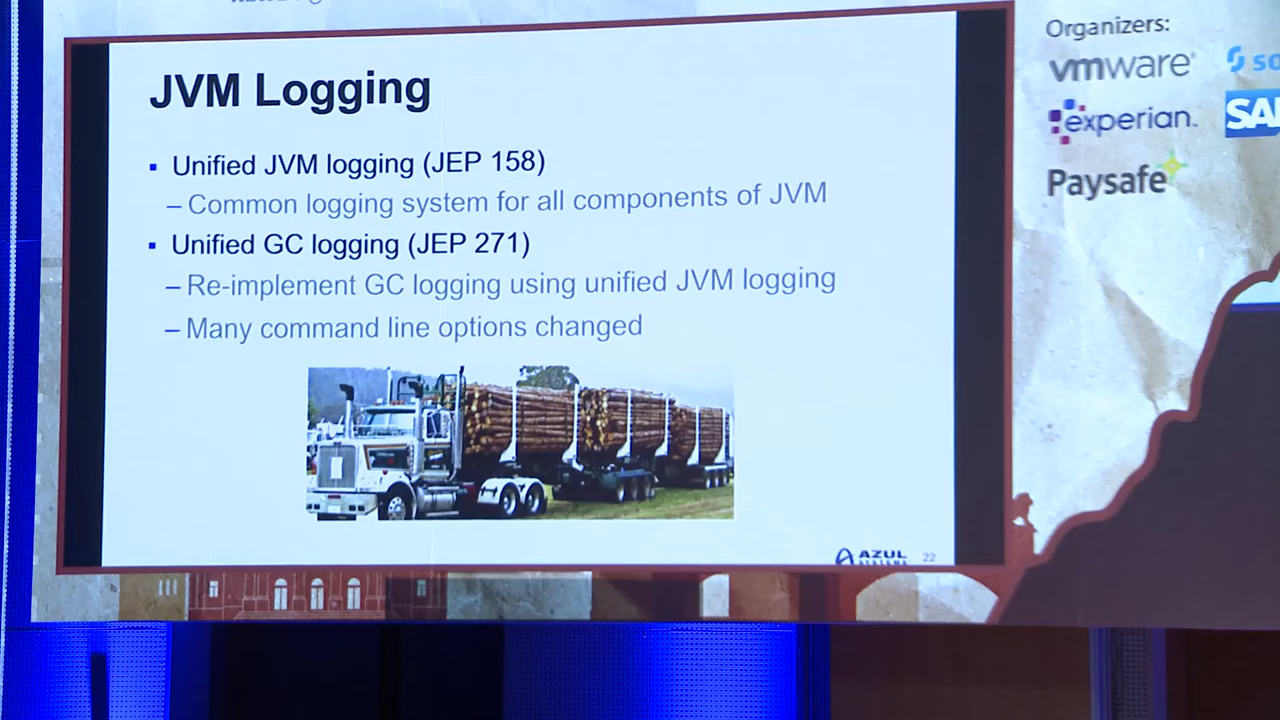 JVM Logging
Unified JVM logging (JEP 158)
– Common logging system for all components of JVM
Unified GC logging (JEP 271)
– Re-implement GC logging using unified JVM logging
– Many command line options changed
AZUL
SYSTEMS
22
Organizers:
vmware
experian.
Paysafe